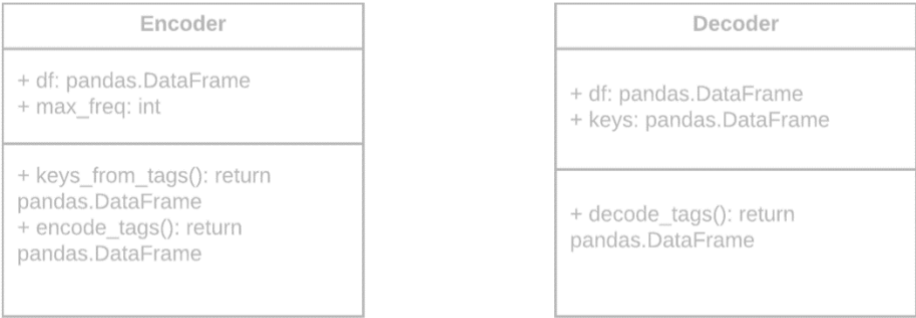 Encoder
+ df: pandas.DataFrame
+ max_freq: int
+ keys_from_tags(): return
pandas.DataFrame
+ encode_tags(): return
pandas.DataFrame
Decoder
+ df: pandas.DataFrame
+ keys: pandas.DataFrame
+ decode_tags(): return
pandas.DataFrame